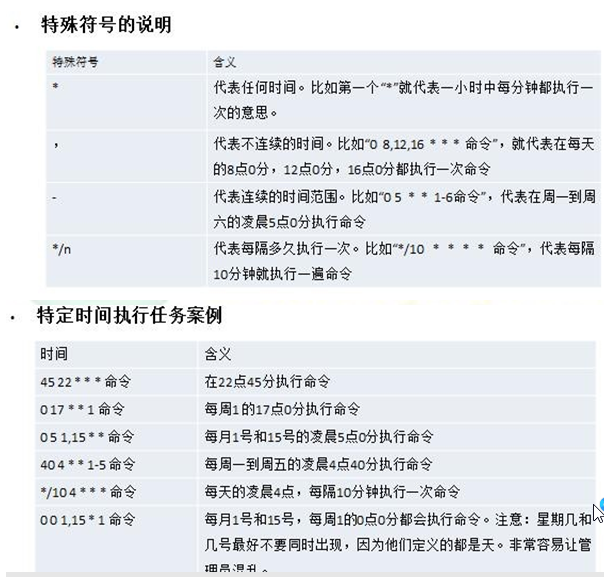 • 特殊符号的说明
特殊符号 含义
* 代表任何时间。比如第一个“*”就代表一小时中每分钟都执行一
次的意思。
， 代表不连续的时间。比如“0 8,12,16 * * * 命令”，就代表在每天
的8点0分，12点0分，16点0分都执行一次命令
- 代表连续的时间范围。比如“0 5 * * 1-6命令”，代表在周一到周
六的凌晨5点0分执行命令
*/n 代表每隔多久执行一次。比如“*/10 * * * * 命令”，代表每隔
10分钟就执行一遍命令
• 特定时间执行任务案例
时间 含义
45 22 * * * 命令 在22点45分执行命令
0 17 * * 1 命令 每周1 的17点0分执行命令
0 5 1,15 * * 命令 每月1号和15号的凌晨5点0分执行命令
40 4 * * 1-5 命令 每周一到周五的凌晨4点40分执行命令
*/10 4 * * * 命令 每天的凌晨4点，每隔10分钟执行一次命令
0 0 1,15 * 1 命令 每月1号和15号，每周1的0点0分都会执行命令。注意：星期几和
几号最好不要同时出现，因为他们定义的都是天。非常容易让管
理员混乱。